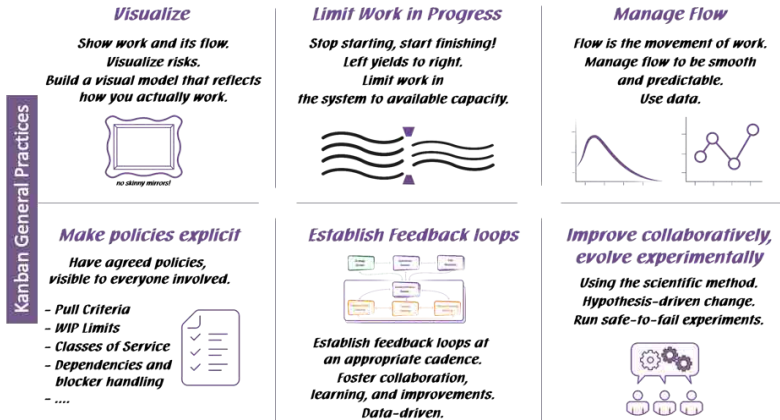 Kanban General Practices
Visualize
Show work and its flow.
Visualize risks.
Build a visual model that reflects
how you actually work.
no skinny mirrors!
Limit Work in Progress
Stop starting, start finishing!
Left yields to right.
Limit work in
the system to available capacity.
Manage Flow
Flow is the movement of work.
Manage flow to be smooth
and predictable.
Use data.
Make policies explicit
Have agreed policies,
visible to everyone involved.
- Pull Criteria
- WIP Limits
- Classes of Service
- Dependencies and
blocker handling
- ....
Establish Feedback loops
Establish feedback loops at
an appropriate cadence.
Foster collaboration,
learning, and improvements.
Data-driven.
Improve collaboratively,
evolve experimentally
Using the scientific method.
Hypothesis-driven change.
Run safe-to-fail experiments.